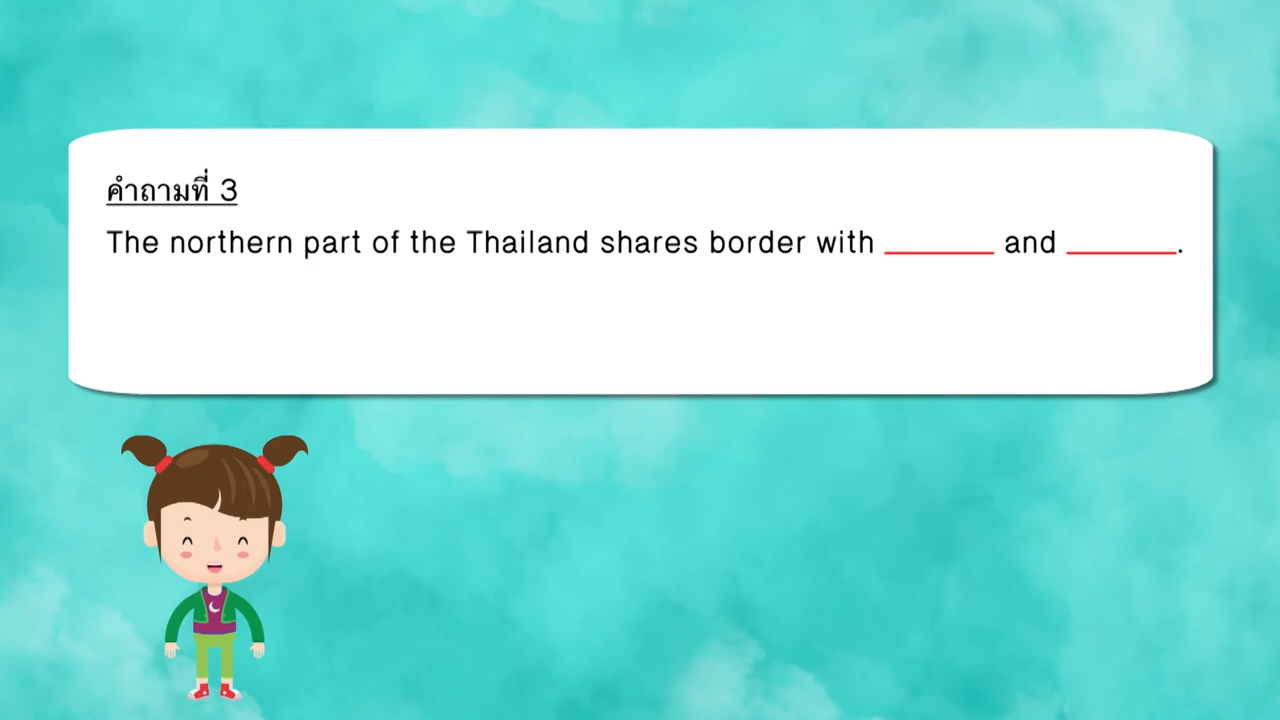 คำถามที่ 3
The northern part of the Thailand shares border with _______ and _______.